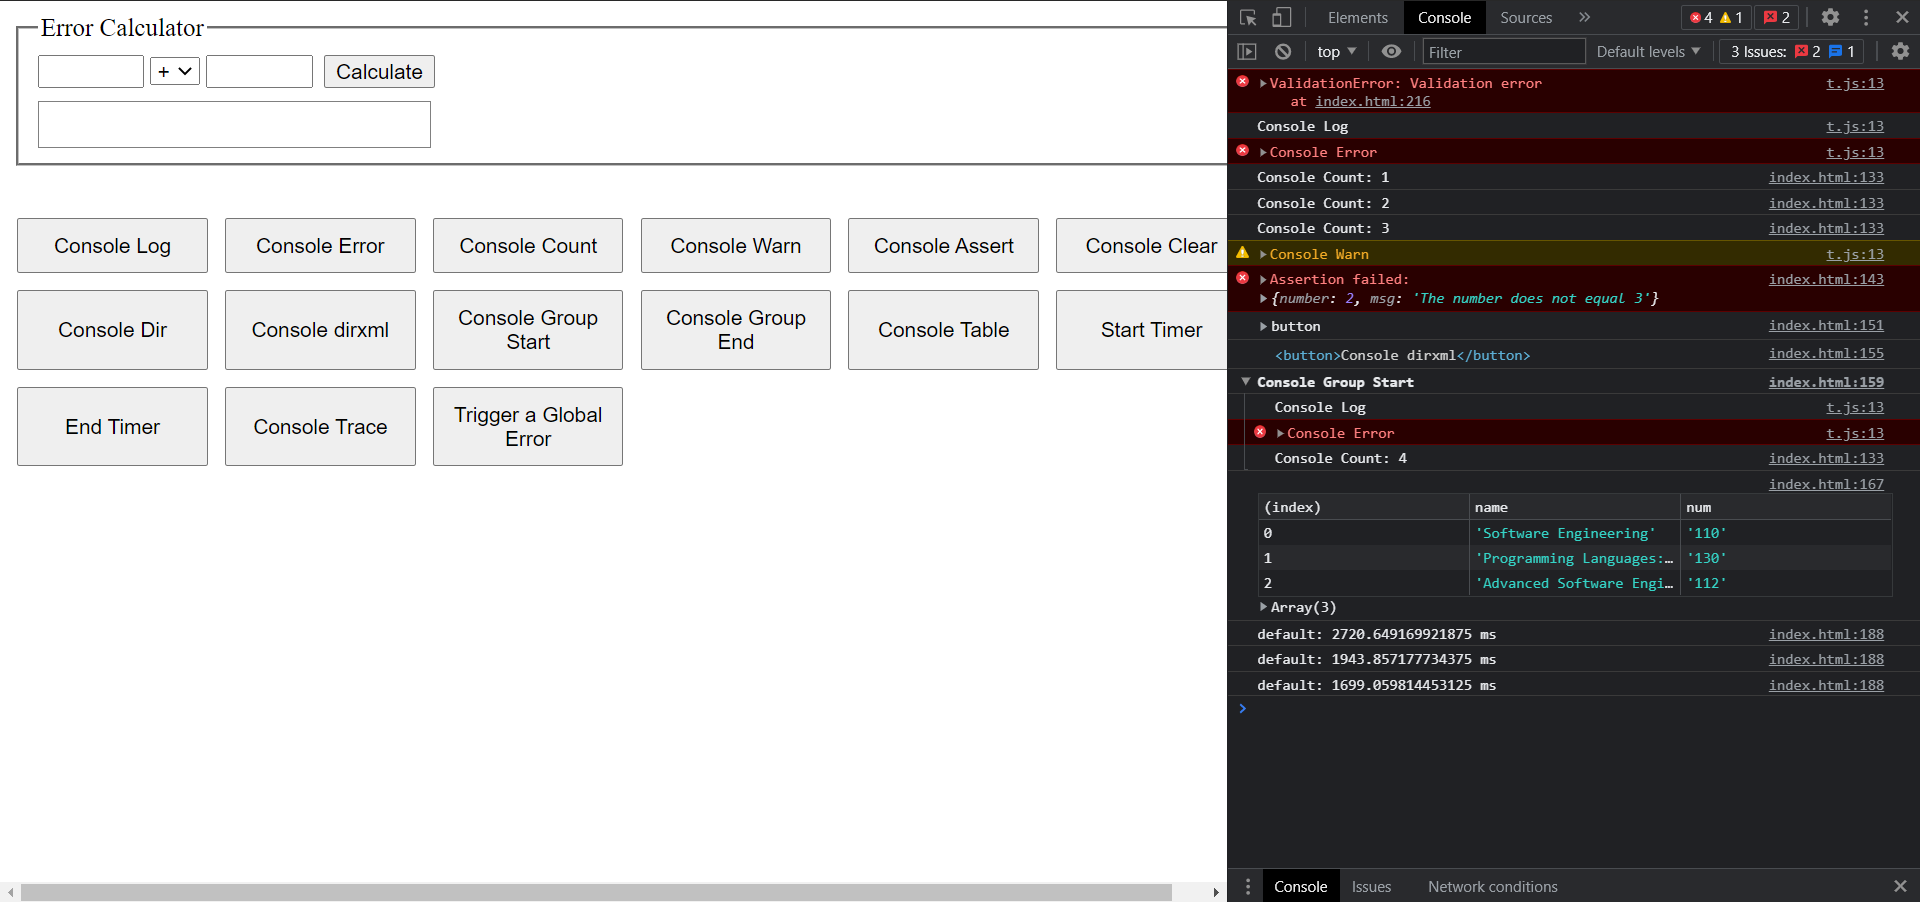 Error Calculator
+
Calculate
Console Log
Console Error
Console Count
Console Warn
Console Assert
Console Clear
Console Dir
Console dirxml
Console Group
Start
Console Group
End
Console Table
Start Timer
End Timer
Console Trace
Trigger a Global
Error
Elements Console Sources » 4 1 2
top Filter Default levels 3 Issues: 2 1
ValidationError: Validation error t.js:13
at index.html:216
Console Log t.js:13
Console Error t.js:13
Console Count: 1 index.html:133
Console Count: 2 index.html:133
Console Count: 3 index.html:133
Console Warn t.js:13
Assertion failed: index.html:143
{number: 2, msg: 'The number does not equal 3'}
button index.html:151
<button>Console dirxml</button> index.html:155
Console Group Start index.html:159
Console Log t.js:13
Console Error t.js:13
Console Count: 4 index.html:133
index.html:167
(index) name num
0 'Software Engineering' '110'
1 'Programming Languages:… '130'
2 'Advanced Software Engi… '112'
Array(3)
default: 2720.649169921875 ms index.html:188
default: 1943.857177734375 ms index.html:188
default: 1699.059814453125 ms index.html:188
>
Console Issues Network conditions